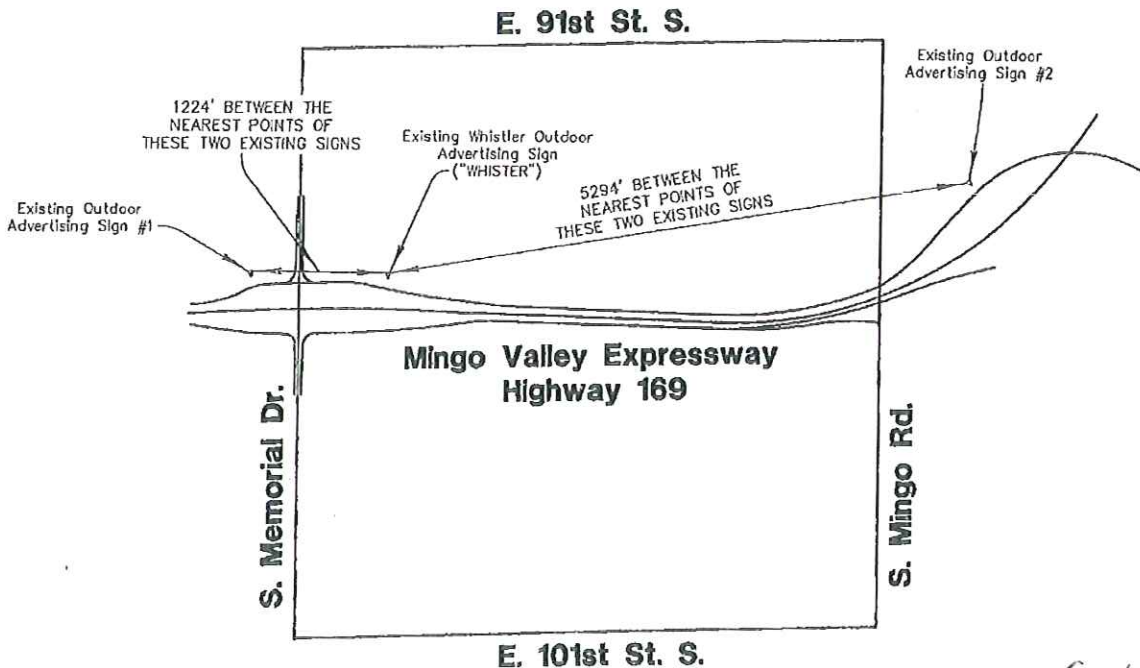 E. 91st St. S.
Existing Outdoor
Advertising Sign #2
1224' BETWEEN THE
NEAREST POINTS OF
THESE TWO EXISTING SIGNS
Existing Whistler Outdoor
Advertising Sign
("WHISTER")
5294' BETWEEN THE
NEAREST POINTS OF
THESE TWO EXISTING SIGNS
Existing Outdoor
Advertising Sign #1
Mingo Valley Expressway
Highway 169
S. Memorial Dr.
S. Mingo Rd.
E. 101st St. S.